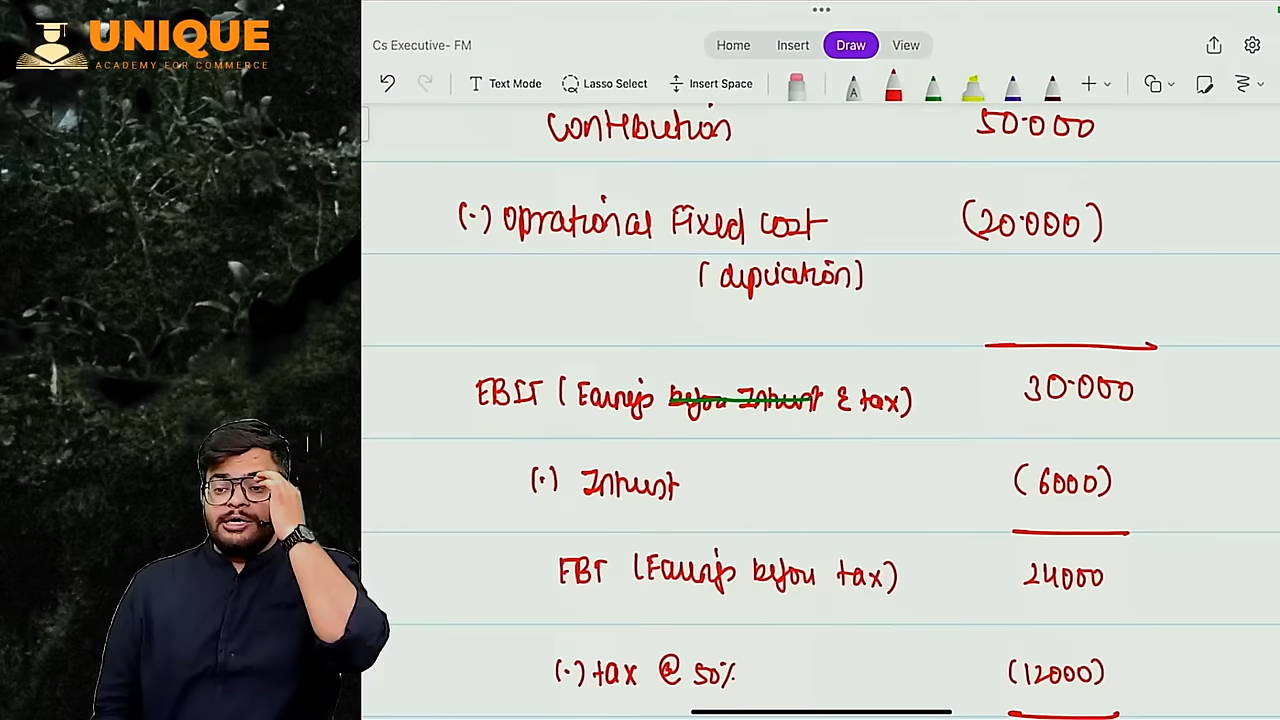 UNIQUE
ACADEMY FOR COMMERCE
Cs Executive- FM
Home Insert Draw View
Text Mode Lasso Select Insert Space
Contribution 50.000
(-) Oprational Fixed cost (20.000)
(depriciation)
EBIT (Earnings before Interest & tax) 30.000
(-) Interest (6000)
EBT (Earnings before tax) 24000
(-) tax @ 50% (12000)